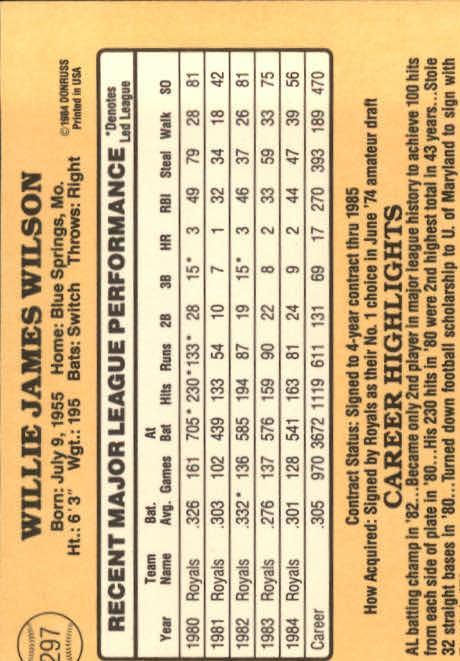 297
WILLIE JAMES WILSON
Born: July 9, 1955 Home: Blue Springs, Mo.
Ht.: 6'3" Wgt.: 195 Bats: Switch Throws: Right
©1984 DONRUSS
Printed in USA
RECENT MAJOR LEAGUE PERFORMANCE *Denotes Led League
Year Team Name Bat. Avg. Games At Bat Hits Runs 2B 3B HR RBI Steal Walk SO
1980 Royals .326 161 705* 230* 133* 28 15* 3 49 79 28 81
1981 Royals .303 102 439 133 54 10 7 1 32 34 18 42
1982 Royals .332* 136 585 194 87 19 15* 3 46 37 26 81
1983 Royals .276 137 576 159 90 22 8 2 33 59 33 75
1984 Royals .301 128 541 163 81 24 9 2 44 47 39 56
Career .305 970 3672 1119 611 131 69 17 270 393 189 470
Contract Status: Signed to 4-year contract thru 1985
How Acquired: Signed by Royals as their No. 1 choice in June '74 amateur draft
CAREER HIGHLIGHTS
AL batting champ in '82...Became only 2nd player in major league history to achieve 100 hits
from each side of plate in '80...His 230 hits in '80 were 2nd highest total in 43 years...Stole
32 straight bases in '80...Turned down football scholarship to U. of Maryland to sign with